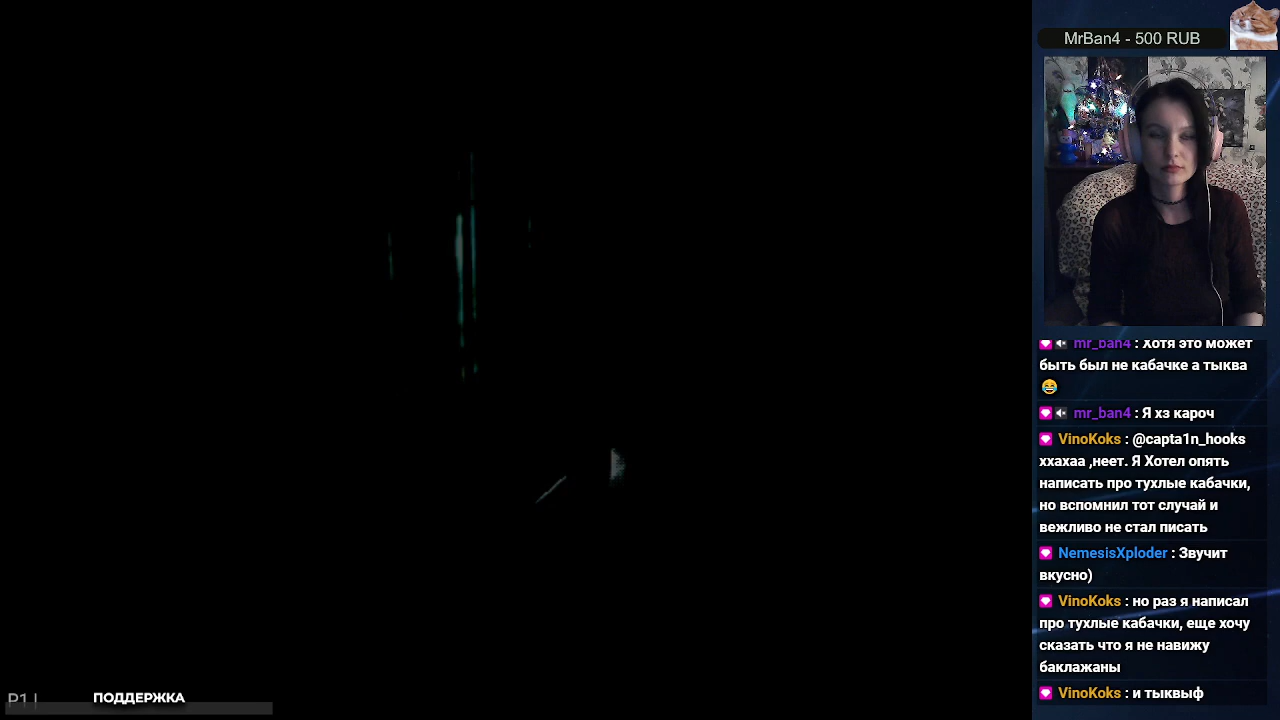 MrBan4 - 500 RUB
mr_ban4 : Хотя это может
быть был не кабачке а тыква
😂
mr_ban4 : Я хз кароч
VinoKoks : @capta1n_hooks
ххахаа ,неет. Я Хотел опять
написать про тухлые кабачки,
но вспомнил тот случай и
вежливо не стал писать
NemesisXploder : Звучит
вкусно)
VinoKoks : но раз я написал
про тухлые кабачки, еще хочу
сказать что я не навижу
баклажаны
VinoKoks : и тыквыф
P1 |
ПОДДЕРЖКА